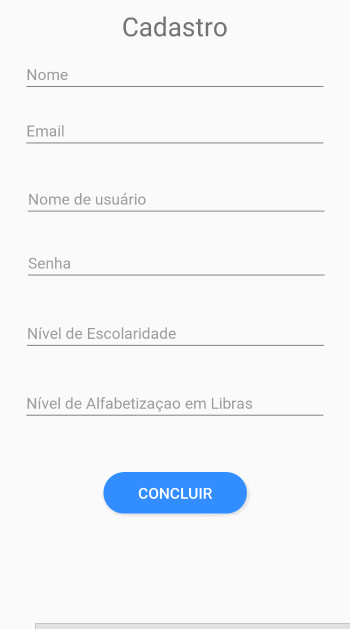 Cadastro
Nome
Email
Nome de usuário
Senha
Nível de Escolaridade
Nível de Alfabetizaçao em Libras
CONCLUIR